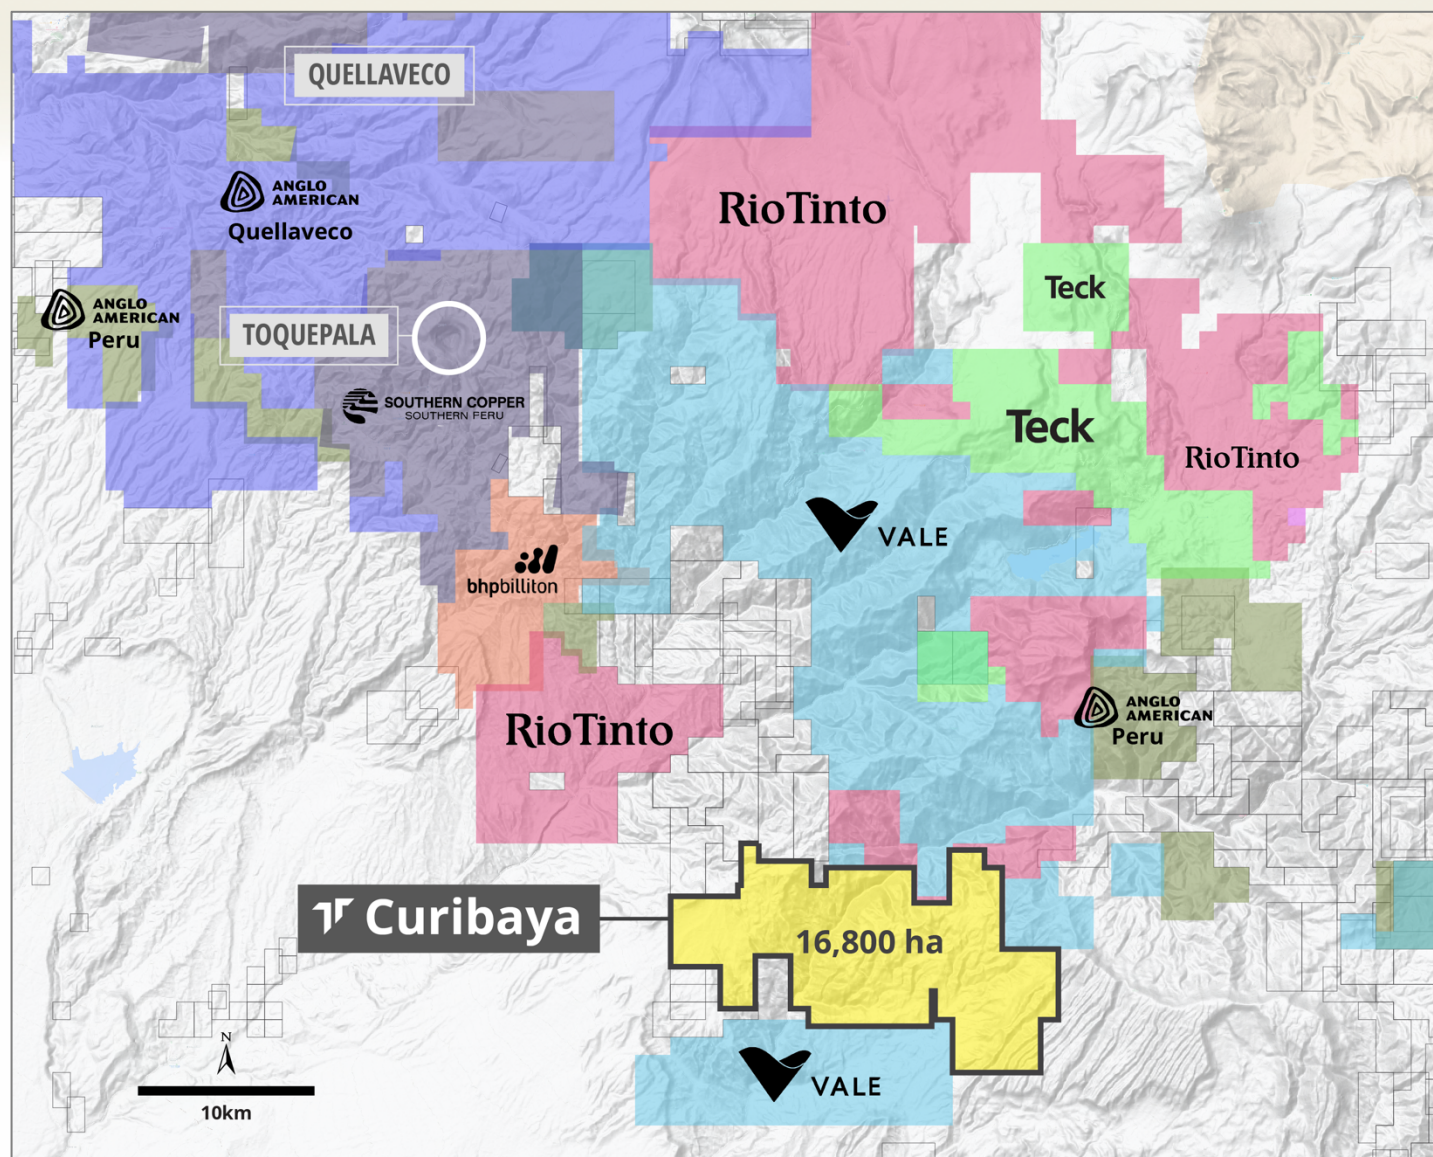 QUELLAVECO
ANGLO
AMERICAN
Quellaveco
RioTinto
Teck
ANGLO
AMERICAN
Peru
TOQUEPALA
SOUTHERN COPPER
SOUTHERN PERU
Teck
RioTinto
VALE
bhpbilliton
RioTinto
ANGLO
AMERICAN
Peru
Curibaya
16,800 ha
N
10km
VALE